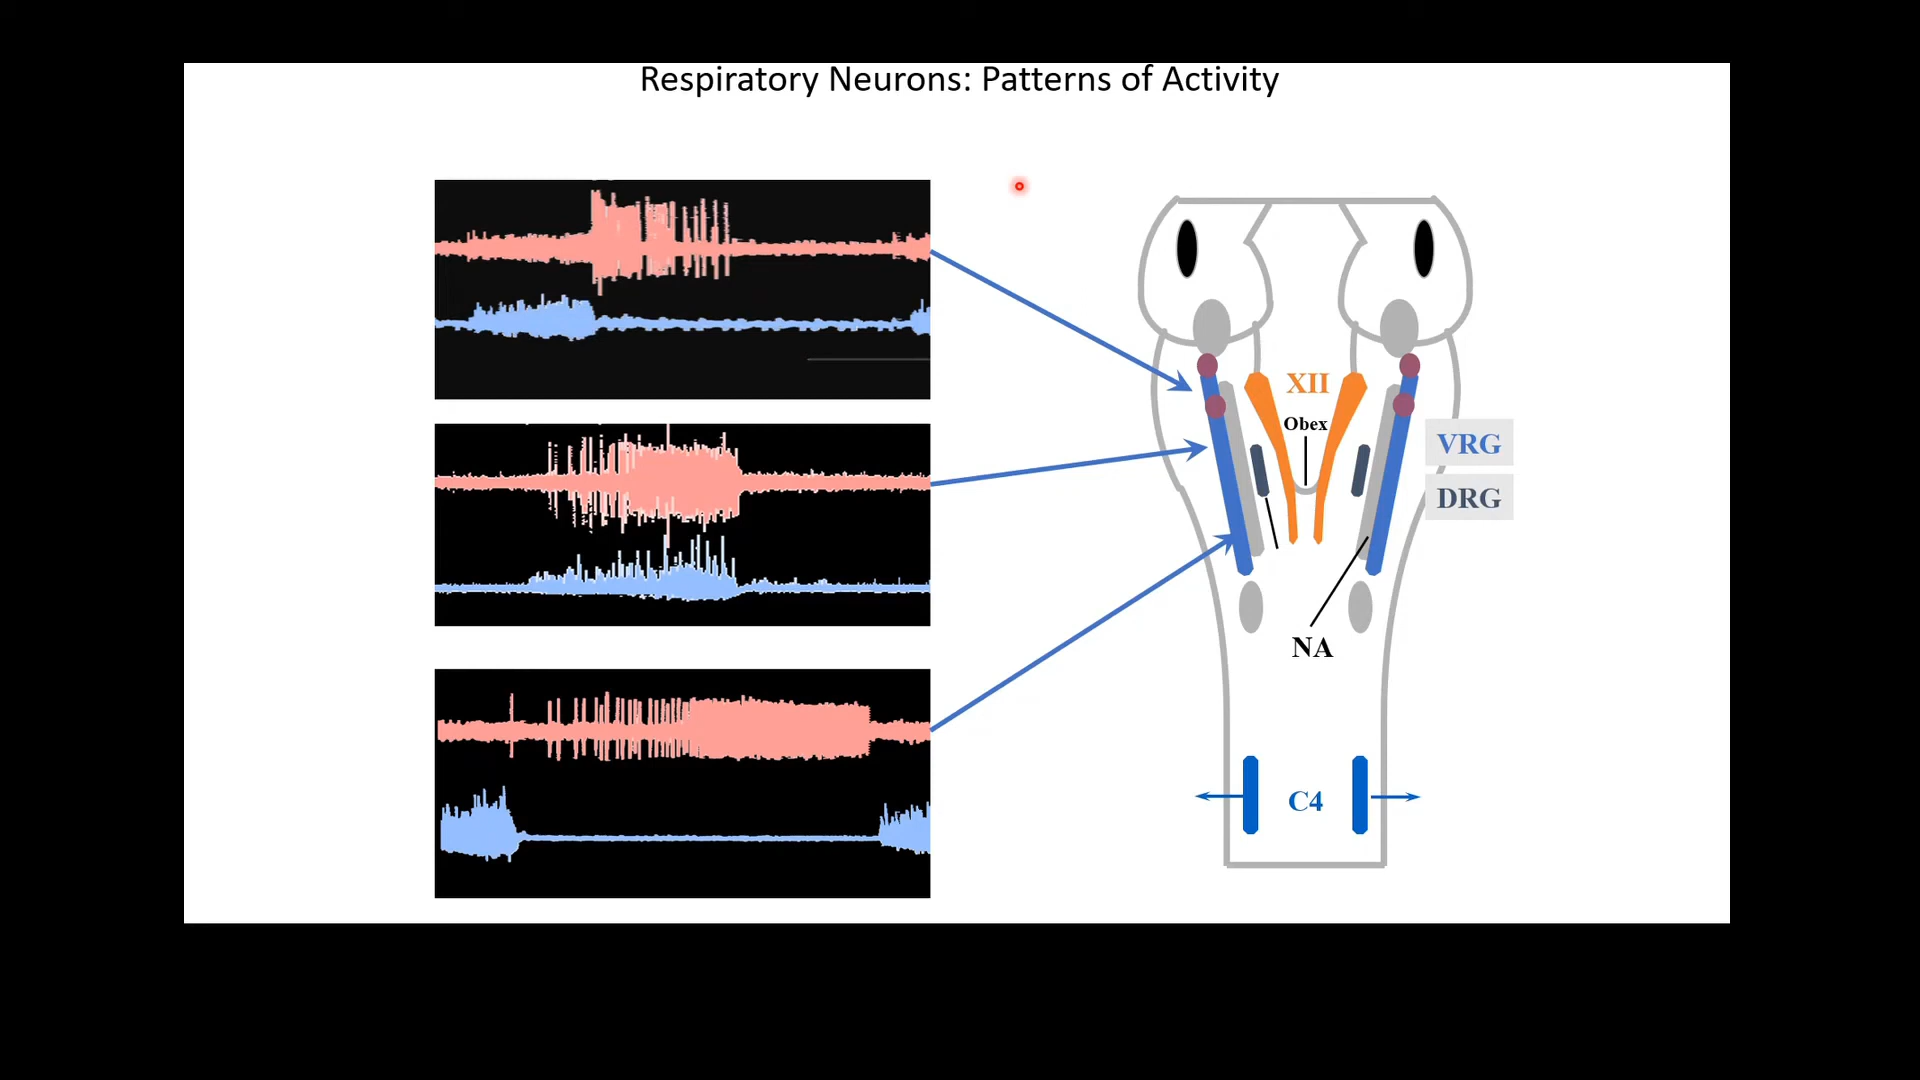 Respiratory Neurons: Patterns of Activity
XII
Obex
VRG
DRG
NA
C4